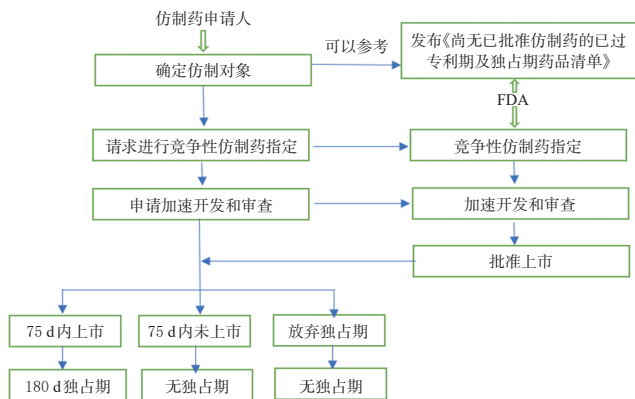 仿制药申请人
可以参考
发布《尚无已批准仿制药的已过
专利期及独占期药品清单》
确定仿制对象
FDA
请求进行竞争性仿制药指定
竞争性仿制药指定
申请加速开发和审查
加速开发和审查
批准上市
75 d内上市
75 d内未上市
放弃独占期
180 d独占期
无独占期
无独占期